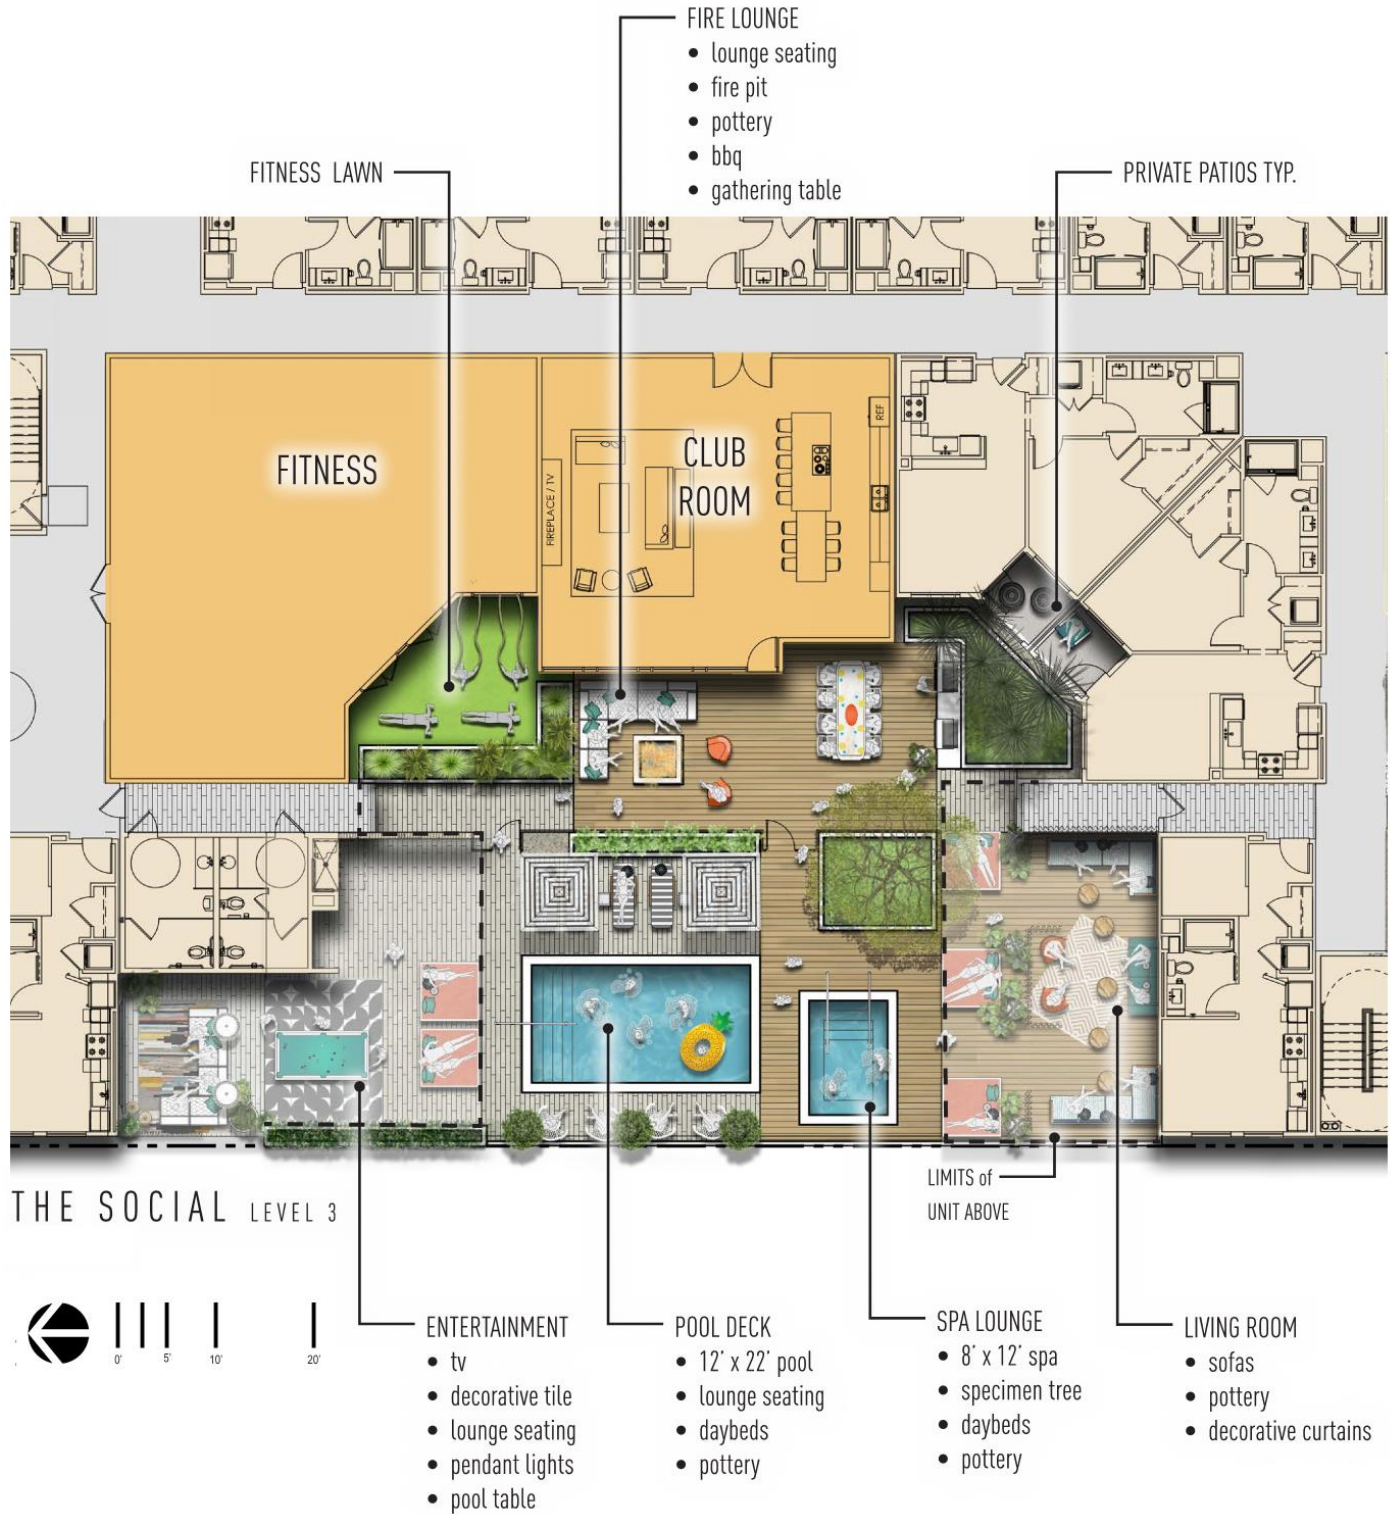 FIRE LOUNGE
• lounge seating
• fire pit
• pottery
• bbq
• gathering table
FITNESS LAWN
PRIVATE PATIOS TYP.
FITNESS
CLUB
ROOM
FIREPLACE / TV
REF
LIMITS of
UNIT ABOVE
THE SOCIAL LEVEL 3
0' 5' 10' 20'
ENTERTAINMENT
• tv
• decorative tile
• lounge seating
• pendant lights
• pool table
POOL DECK
• 12' x 22' pool
• lounge seating
• daybeds
• pottery
SPA LOUNGE
• 8' x 12' spa
• specimen tree
• daybeds
• pottery
LIVING ROOM
• sofas
• pottery
• decorative curtains